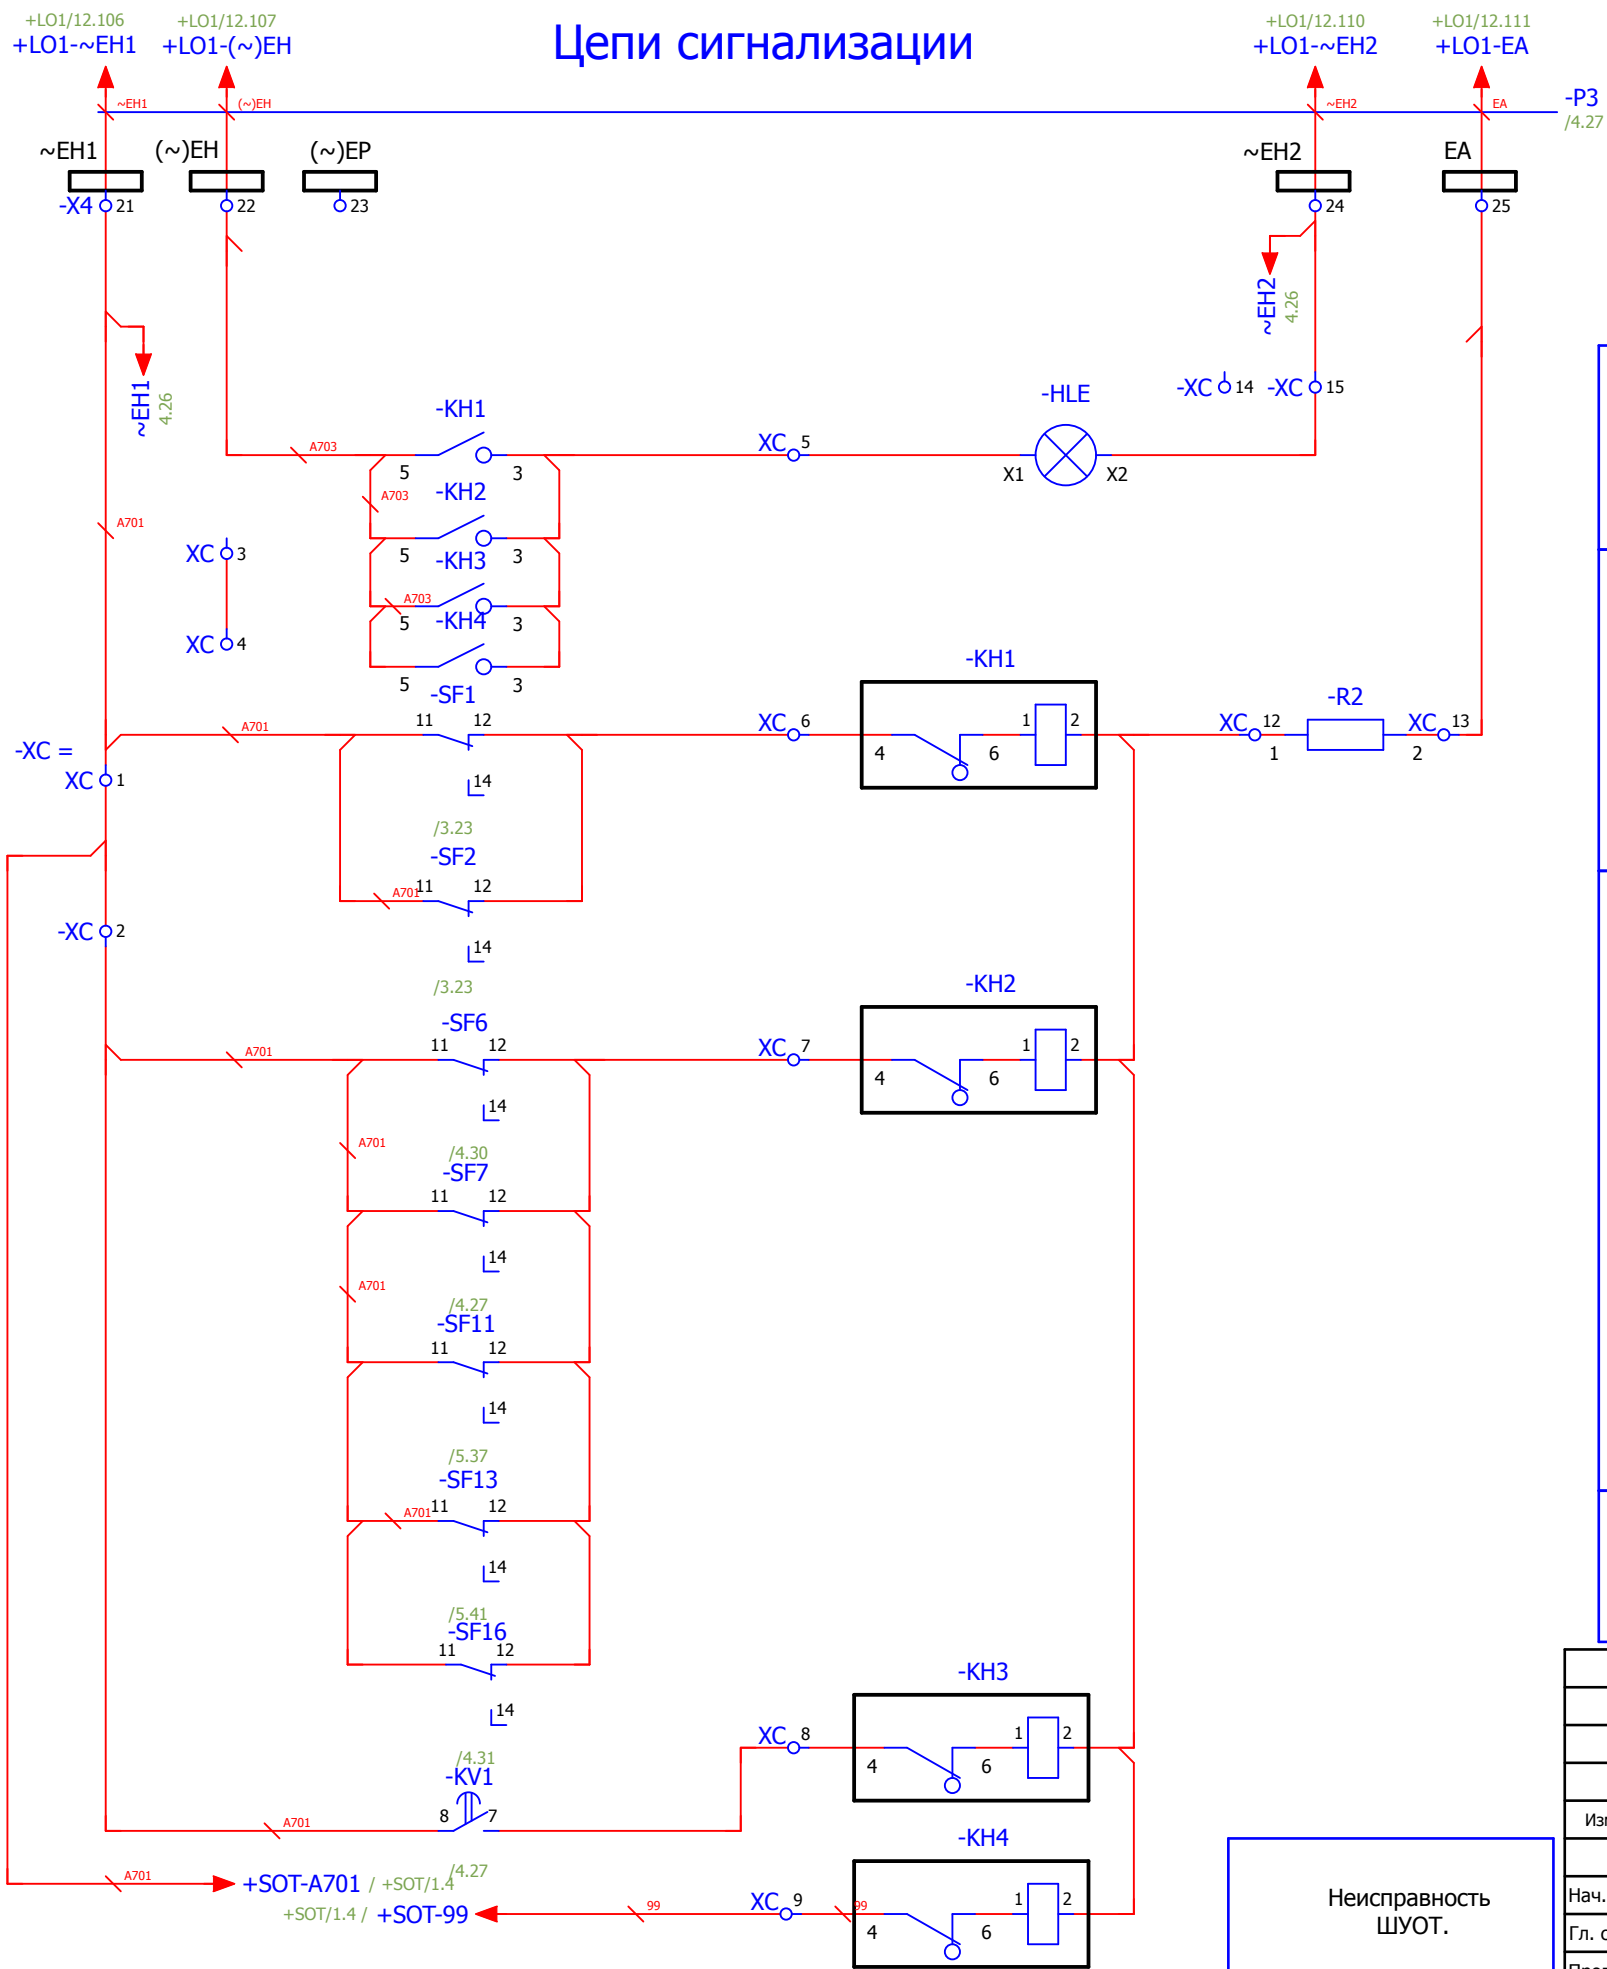 +LO1/12.106 +LO1/12.107 +LO1/12.110 +LO1/12.111
+LO1-~EH1 +LO1-(~)EH Цепи сигнализации +LO1-~EH2 +LO1-EA
~EH1 (~)EH ~EH2 EA -P3
/4.27
~EH1 (~)EH (~)EP ~EH2 EA
-X4 21 22 23 24 25
~EH2
4.26
~EH1
4.26
-XC 14 -XC 15
-KH1 -HLE
A703 5 3 XC 5 X1 X2
-KH2
A703
5 3
A701
XC 3
-KH3
A703
5 3
XC 4
-KH4
5 3
-SF1 -KH1 -R2
A701 11 12 XC 6 4 6 1 2 XC 12 1 2 XC 13
-XC =
XC 1
14
/3.23
-SF2
A701 11 12
-XC 2
14
/3.23
-SF6 -KH2
A701 11 12 XC 7 4 6 1 2
14
A701
/4.30
-SF7
11 12
14
A701
/4.27
-SF11
11 12
14
/5.37
-SF13
A701 11 12
14
/5.41
-SF16
11 12
14
-KH3
XC 8 4 6 1 2
/4.31
-KV1
A701 8 7
-KH4
/4.27
A701 +SOT-A701 / +SOT/1.4
+SOT/1.4 / +SOT-99 99 XC 9 99 4 6 1 2
Неисправность
ШУОТ.
Нач.